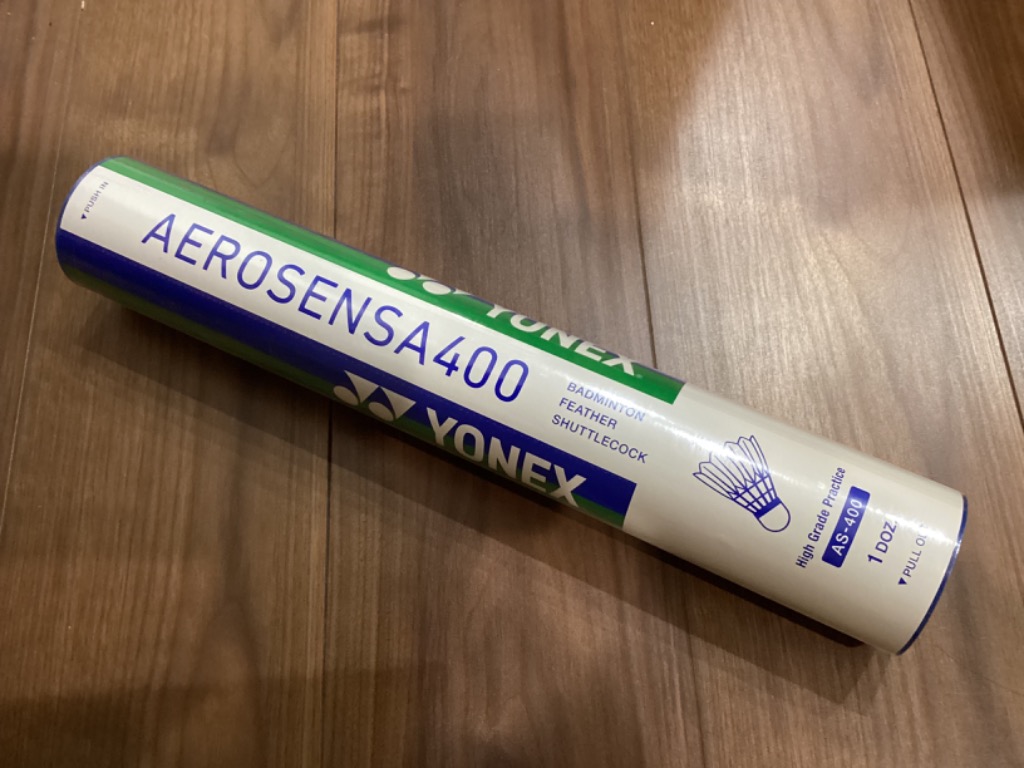 ▼PUSH IN
AEROSENSA400
YONEX
YONEX
BADMINTON
FEATHER
SHUTTLECOCK
High Grade Practice
AS-400
1 DOZ.
▼PULL